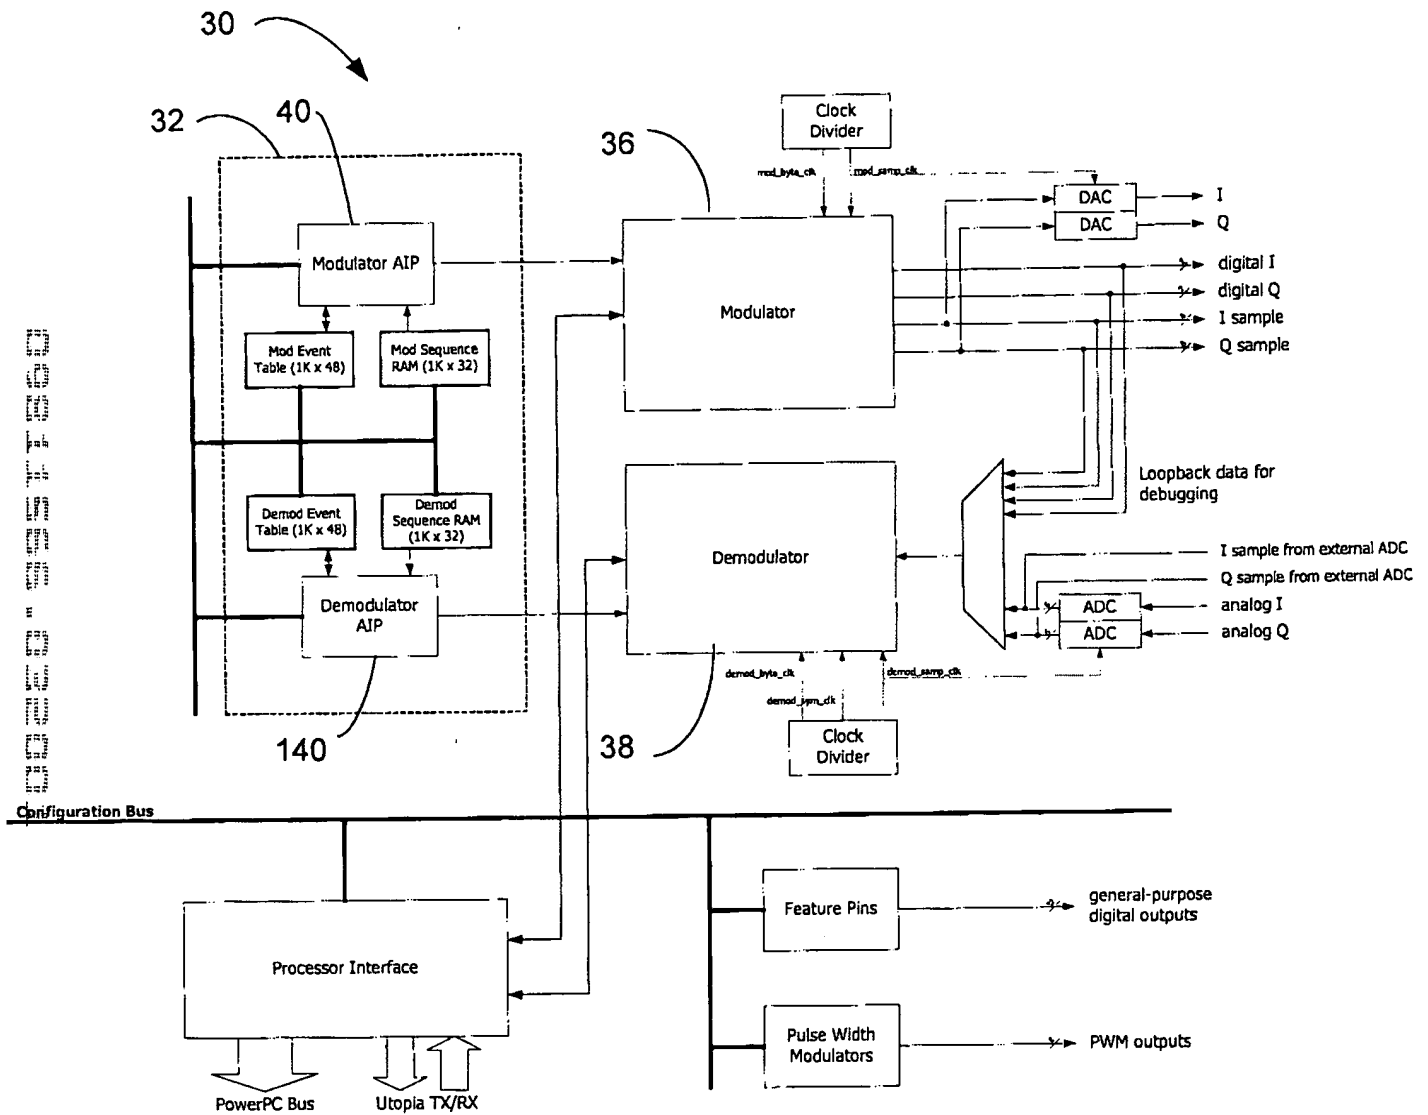 30
32
40
36
Clock
Divider
mod_byte_clk
mod_samp_clk
DAC
I
DAC
Q
Modulator AIP
Modulator
digital I
digital Q
I sample
Q sample
Mod Event
Table (1K x 48)
Mod Sequence
RAM (1K x 32)
Loopback data for
debugging
Demod Event
Table (1K x 48)
Demod
Sequence RAM
(1K x 32)
Demodulator
I sample from external ADC
Q sample from external ADC
ADC
analog I
ADC
analog Q
Demodulator
AIP
demod_byte_clk
demod_samp_clk
demod_sym_clk
140
38
Clock
Divider
Configuration Bus
Feature Pins
general-purpose
digital outputs
Processor Interface
Pulse Width
Modulators
PWM outputs
PowerPC Bus
Utopia TX/RX